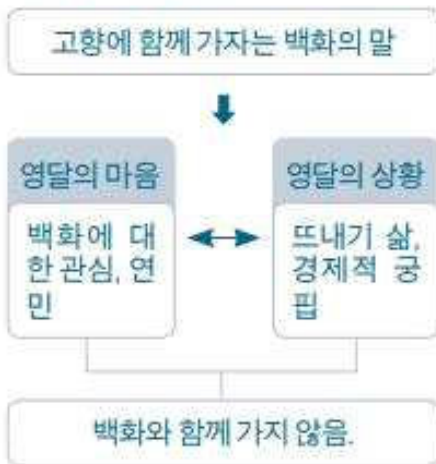 고향에 함께 가자는 백화의 말
영달의 마음
백화에 대
한 관심, 연
민
영달의 상황
뜨내기 삶,
경제적 궁
핍
백화와 함께 가지 않음.